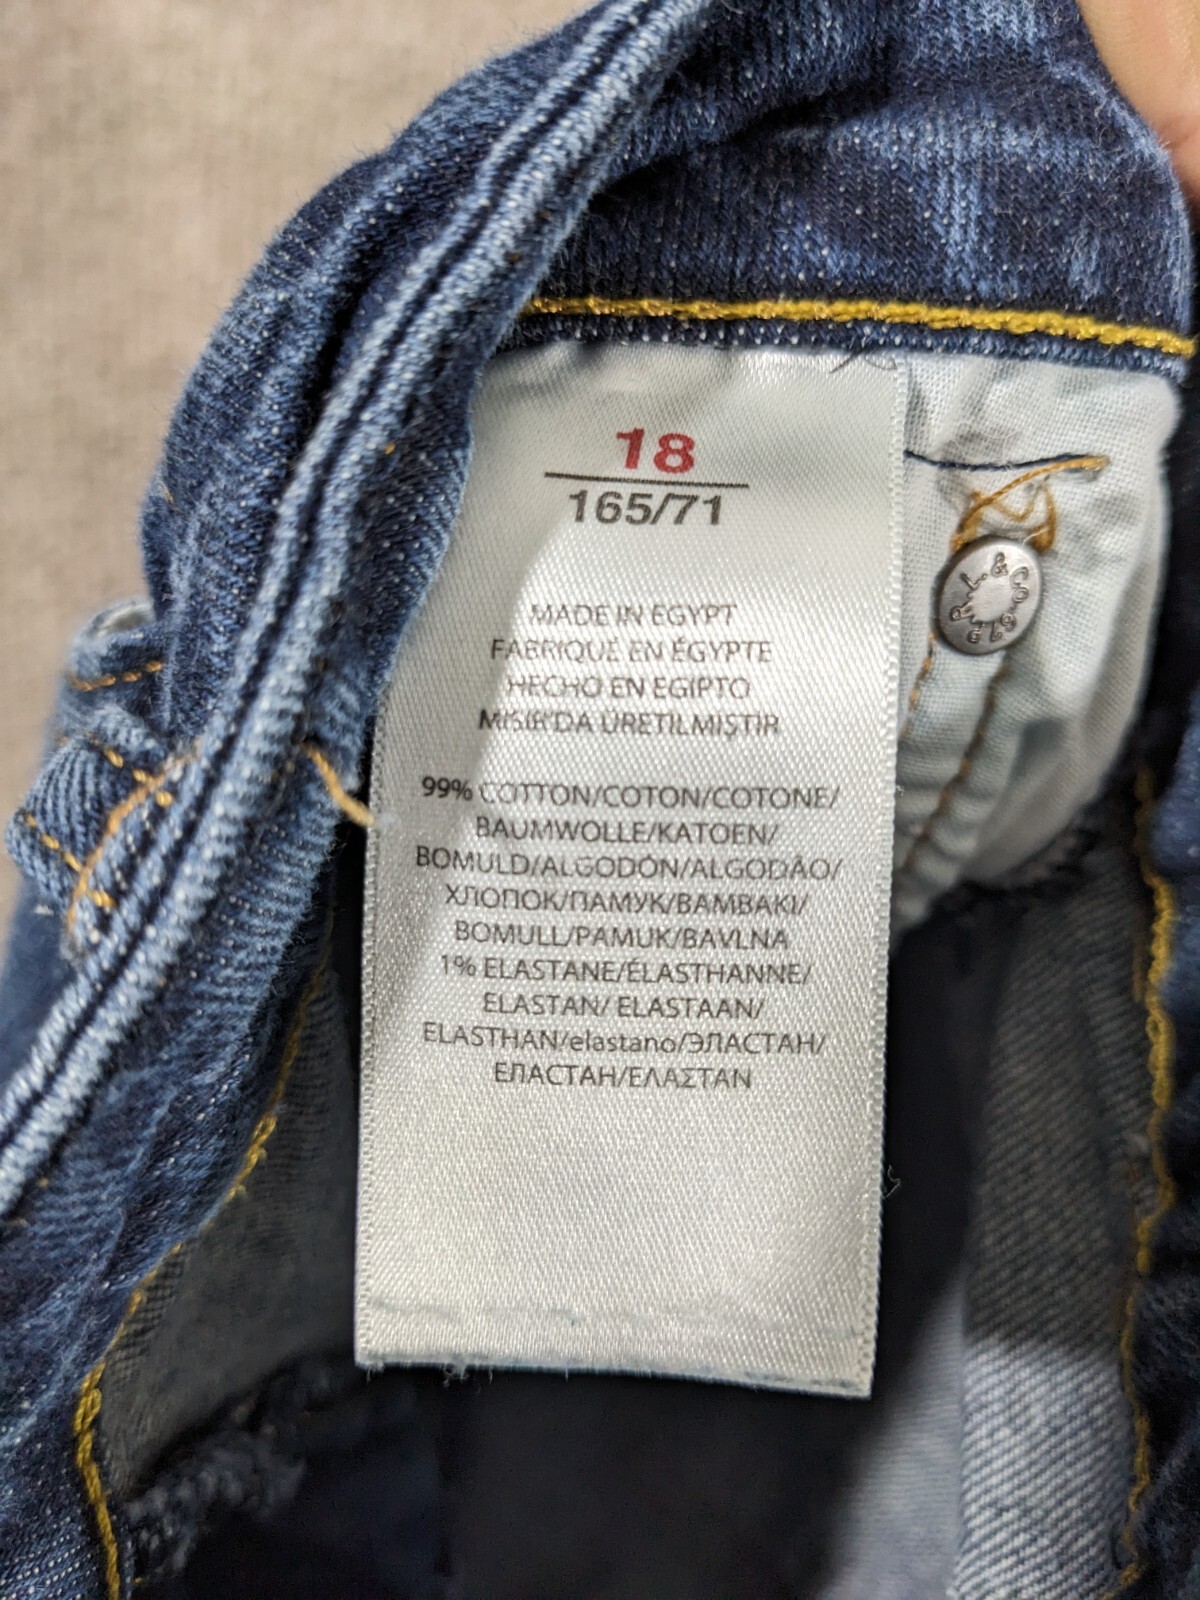 18
165/71
MADE IN EGYPT
FABRIQUE EN ÉGYPTE
HECHO EN EGIPTO
MISIR'DA ÜRETILMISTIR
99% COTTON/COTON/COTONE/
BAUMWOLLE/KATOEN/
BOMULD/ALGODÓN/ALGODÃO/
ХЛОПОК/ПАМУК/BAMBAKI/
BOMULL/PAMUK/BAVLNA
1% ELASTANE/ÉLASTHANNE/
ELASTAN/ ELASTAAN/
ELASTHAN/elastano/ЭЛАСТАН/
ЕЛАСТАН/ΕΛΑΣΤΑΝ